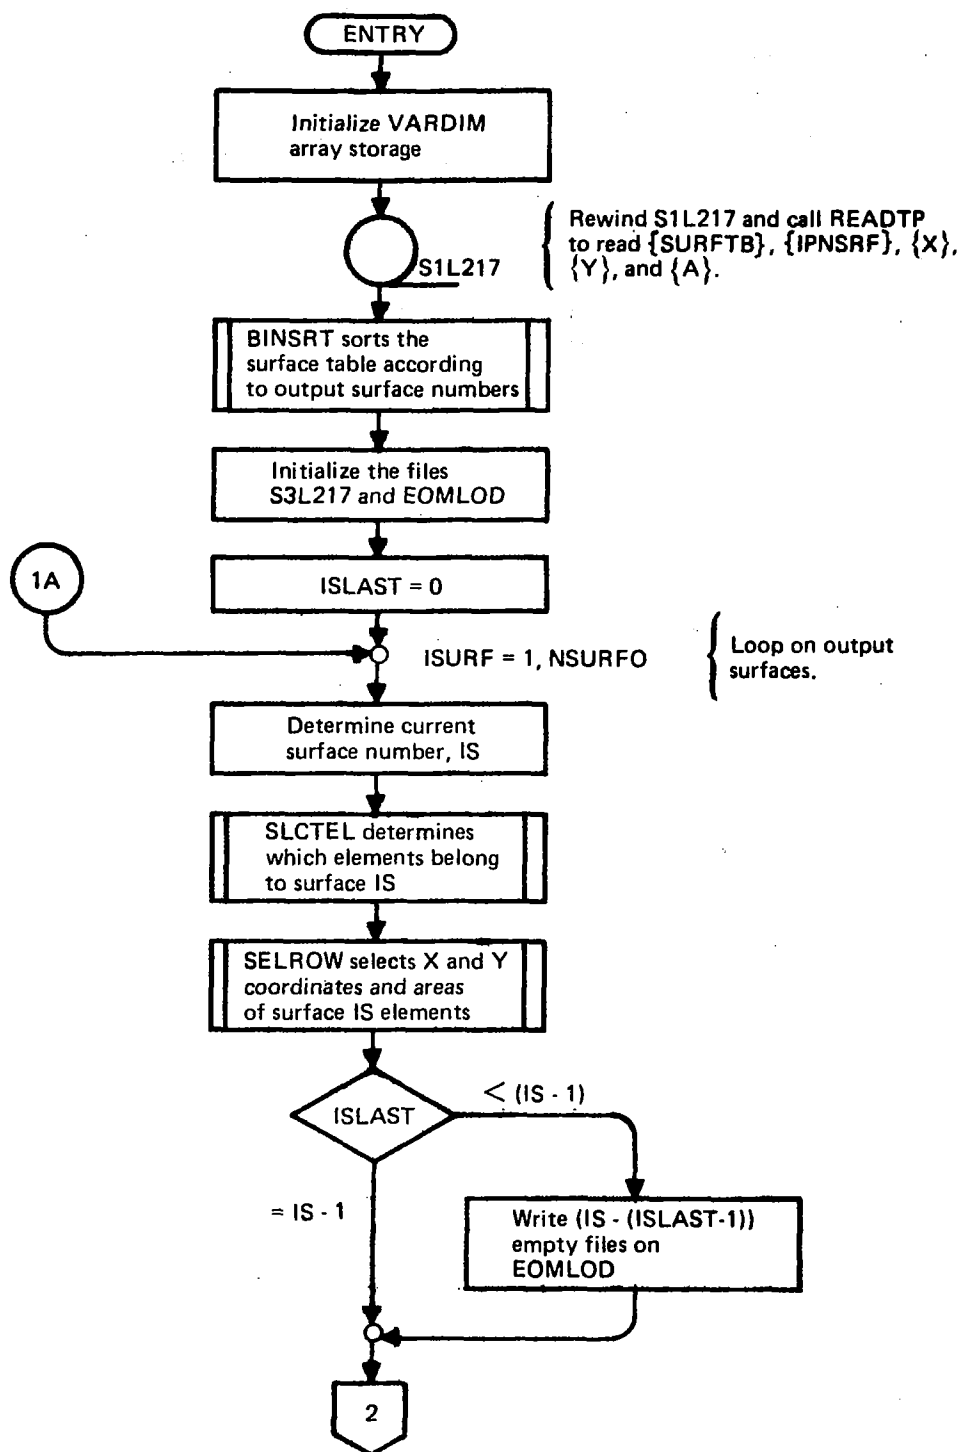 ENTRY
Initialize VARDIM
array storage
S1L217
Rewind S1L217 and call READTP
to read {SURFTB}, {IPNSRF}, {X},
{Y}, and {A}.
BINSRT sorts the
surface table according
to output surface numbers
Initialize the files
S3L217 and EOMLOD
1A
ISLAST = 0
ISURF = 1, NSURFO
Loop on output
surfaces.
Determine current
surface number, IS
SLCTEL determines
which elements belong
to surface IS
SELROW selects X and Y
coordinates and areas
of surface IS elements
ISLAST
< (IS - 1)
= IS - 1
Write (IS - (ISLAST-1))
empty files on
EOMLOD
2